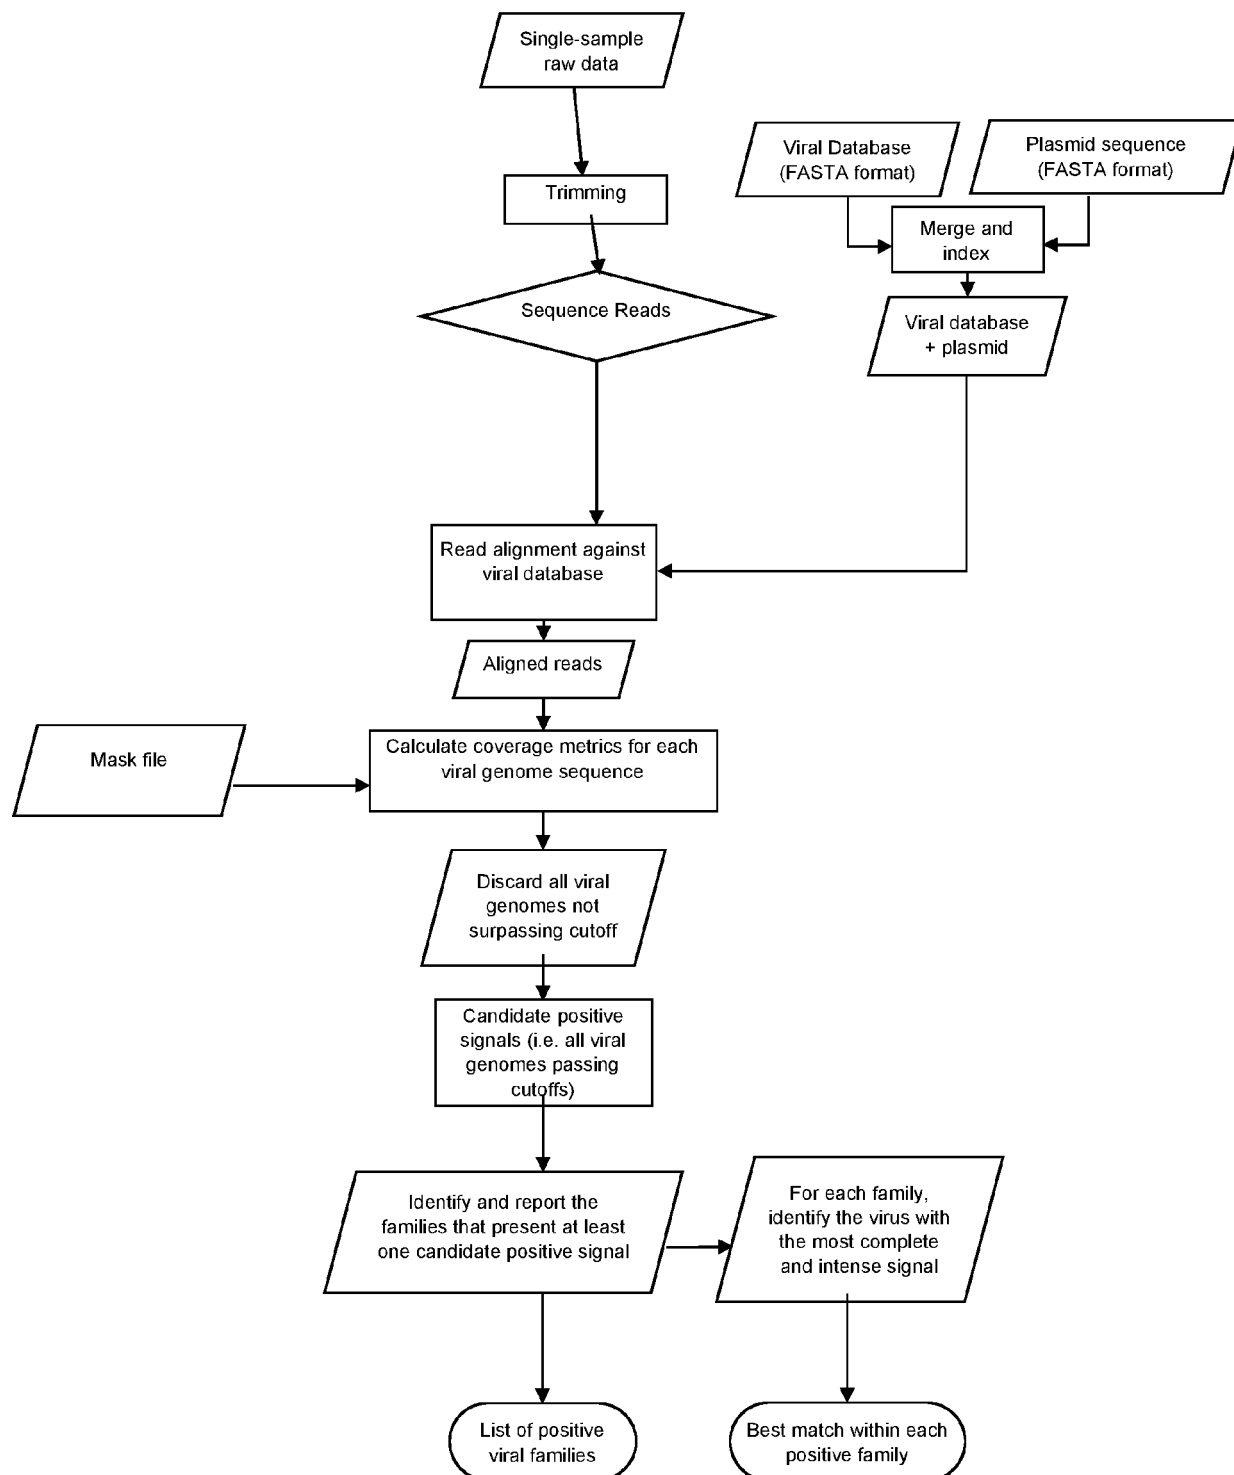 Single-sample
raw data
Viral Database
(FASTA format)
Plasmid sequence
(FASTA format)
Trimming
Merge and
index
Sequence Reads
Viral database
+ plasmid
Read alignment against
viral database
Aligned reads
Mask file
Calculate coverage metrics for each
viral genome sequence
Discard all viral
genomes not
surpassing cutoff
Candidate positive
signals (i.e. all viral
genomes passing
cutoffs)
Identify and report the
families that present at least
one candidate positive signal
For each family,
identify the virus with
the most complete
and intense signal
List of positive
viral families
Best match within each
positive family